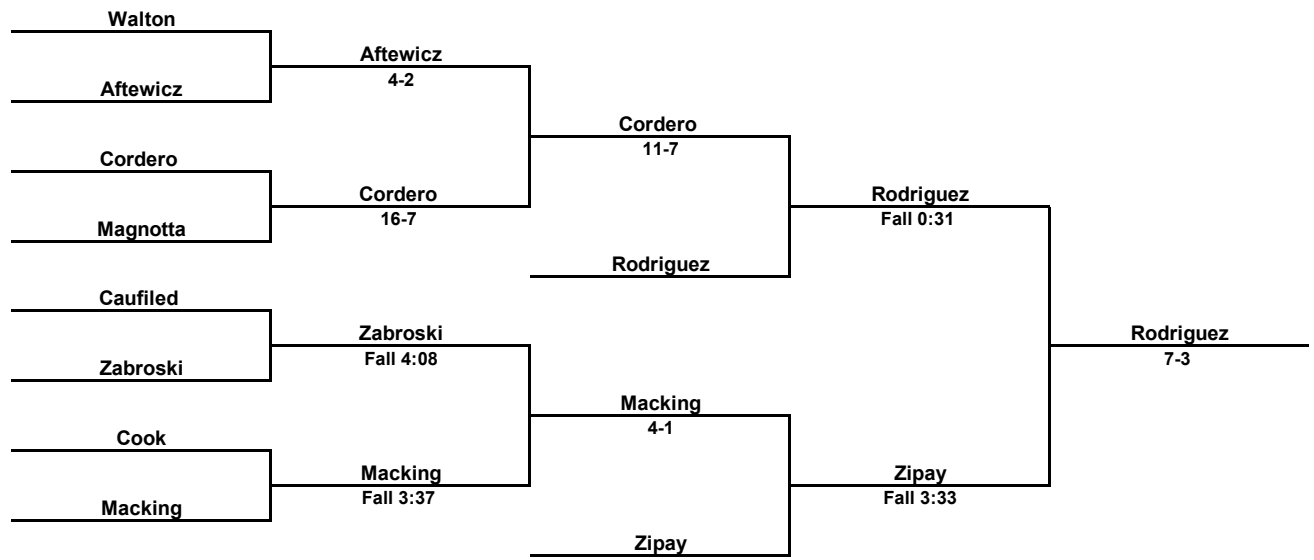 Walton
Aftewicz
4-2
Aftewicz
Cordero
11-7
Cordero
Cordero
16-7
Rodriguez
Fall 0:31
Magnotta
Rodriguez
Caufiled
Zabroski
Fall 4:08
Rodriguez
7-3
Zabroski
Macking
4-1
Cook
Macking
Fall 3:37
Zipay
Fall 3:33
Macking
Zipay